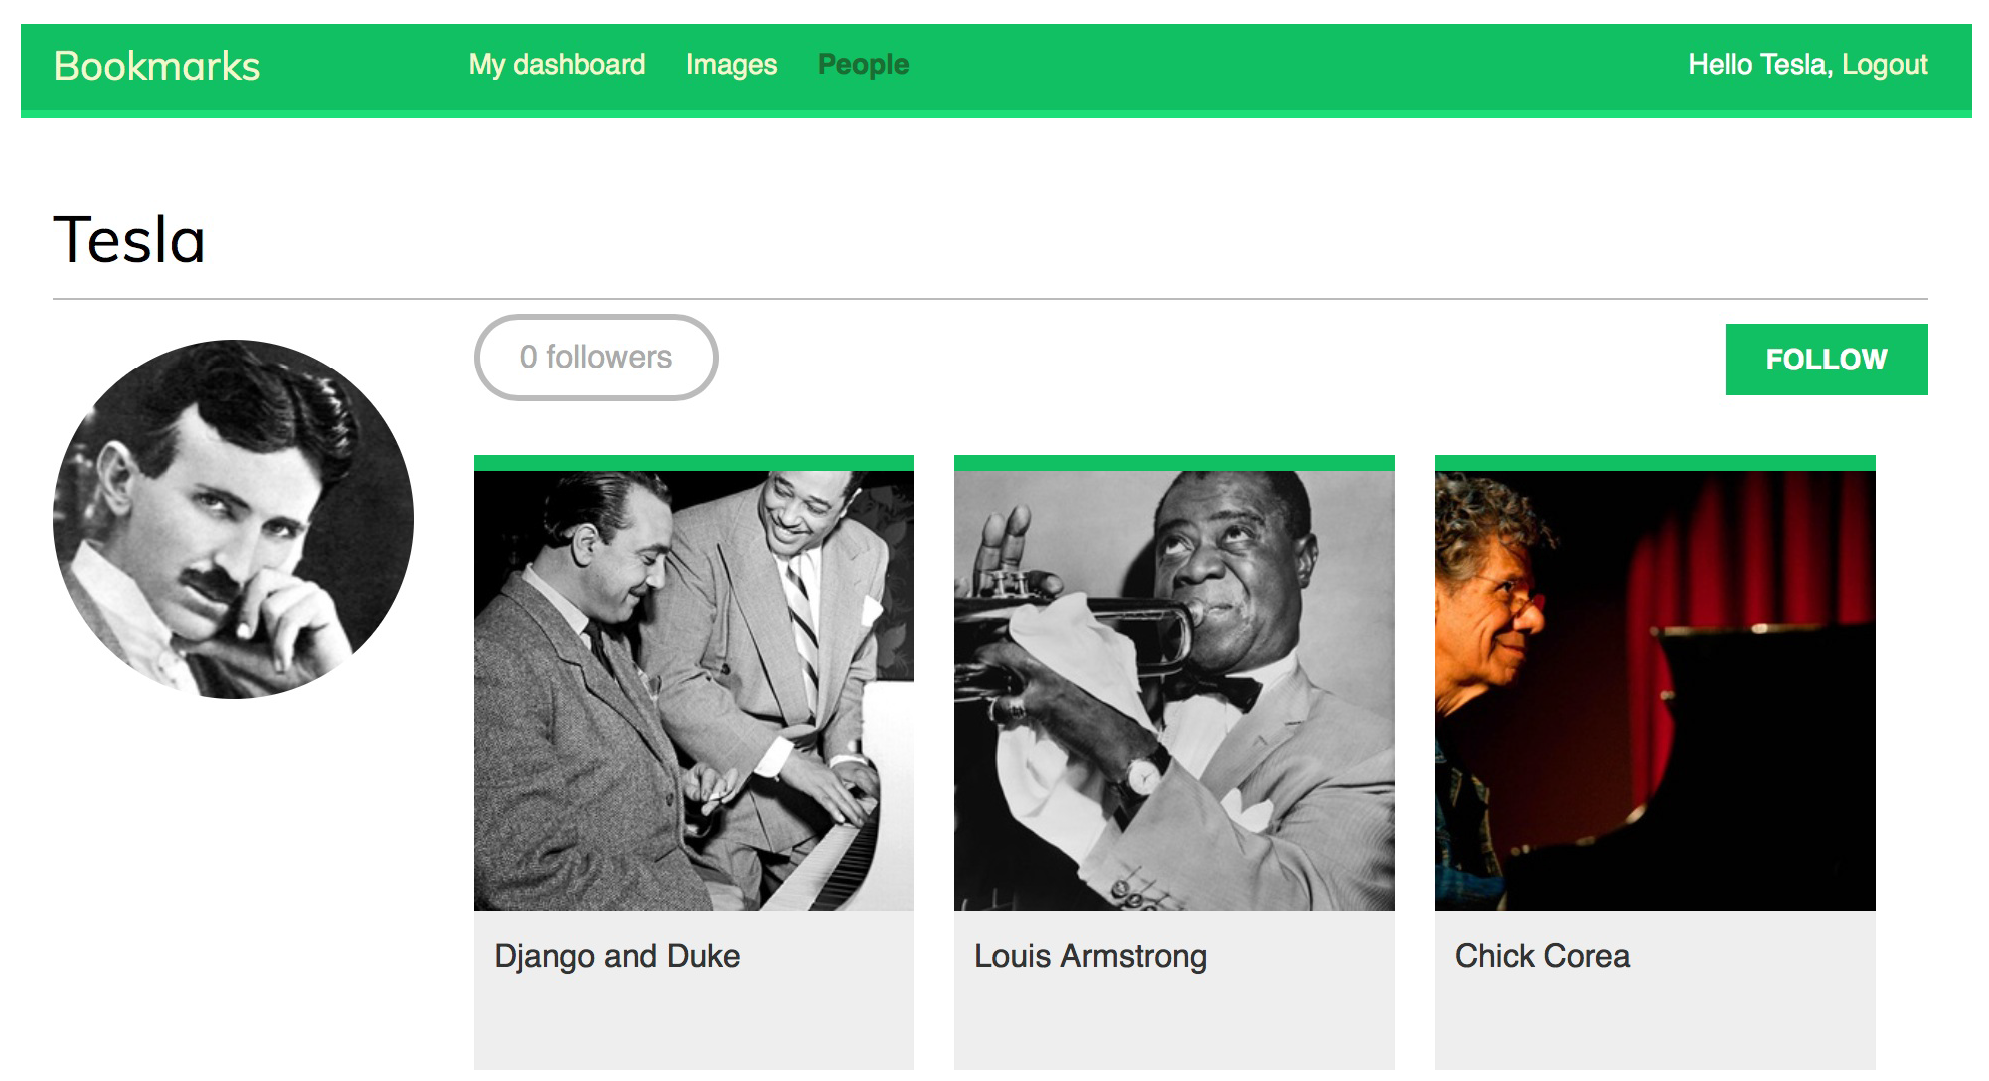 Bookmarks
My dashboard Images People
Hello Tesla, Logout
Tesla
0 followers
FOLLOW
Django and Duke
Louis Armstrong
Chick Corea